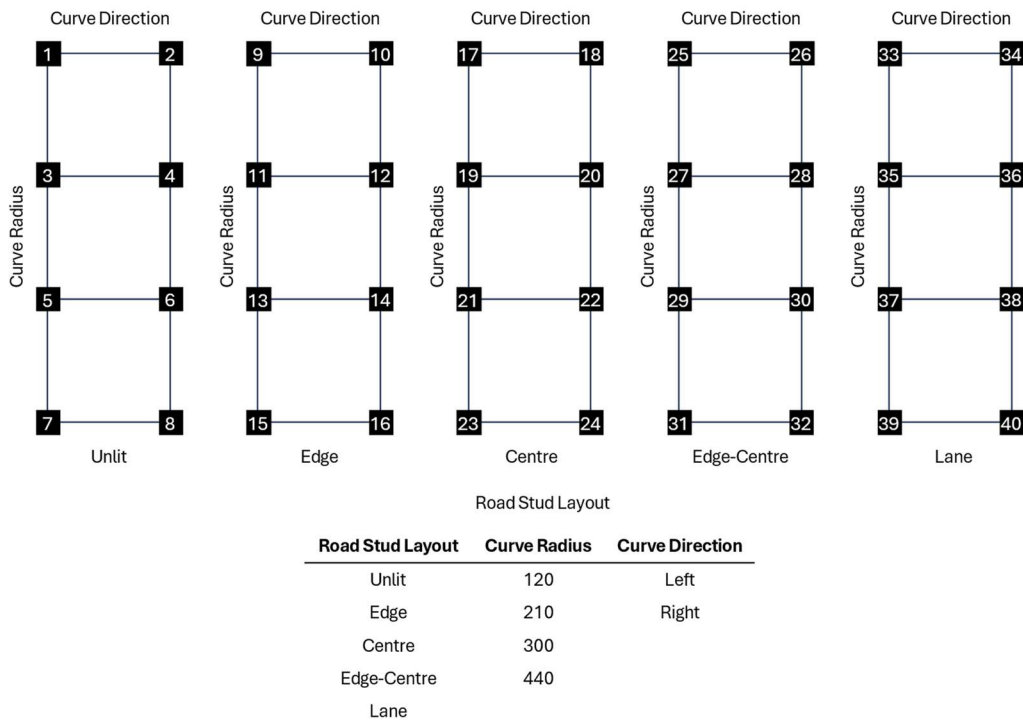 Curve Direction Curve Direction Curve Direction Curve Direction Curve Direction
1 2 9 10 17 18 25 26 33 34
3 4 11 12 19 20 27 28 35 36
Curve Radius Curve Radius Curve Radius Curve Radius Curve Radius
5 6 13 14 21 22 29 30 37 38
7 8 15 16 23 24 31 32 39 40
Unlit Edge Centre Edge-Centre Lane
Road Stud Layout
Road Stud Layout Curve Radius Curve Direction
Unlit 120 Left
Edge 210 Right
Centre 300
Edge-Centre 440
Lane